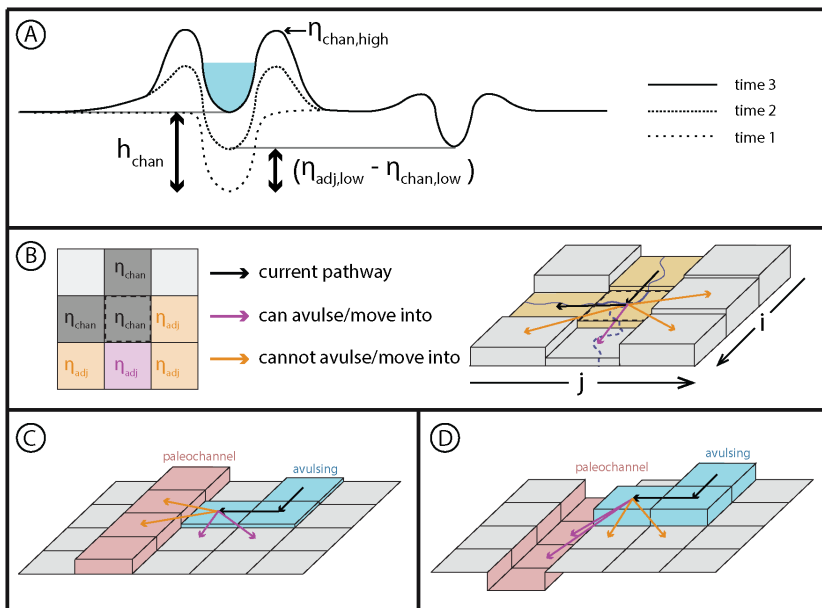 A
ηchan,high
time 3
time 2
time 1
hchan
(ηadj,low - ηchan,low )
B
ηchan
ηchan
ηchan
ηadj
ηadj
ηadj
ηadj
current pathway
can avulse/move into
cannot avulse/move into
i
j
C
paleochannel
avulsing
D
paleochannel
avulsing